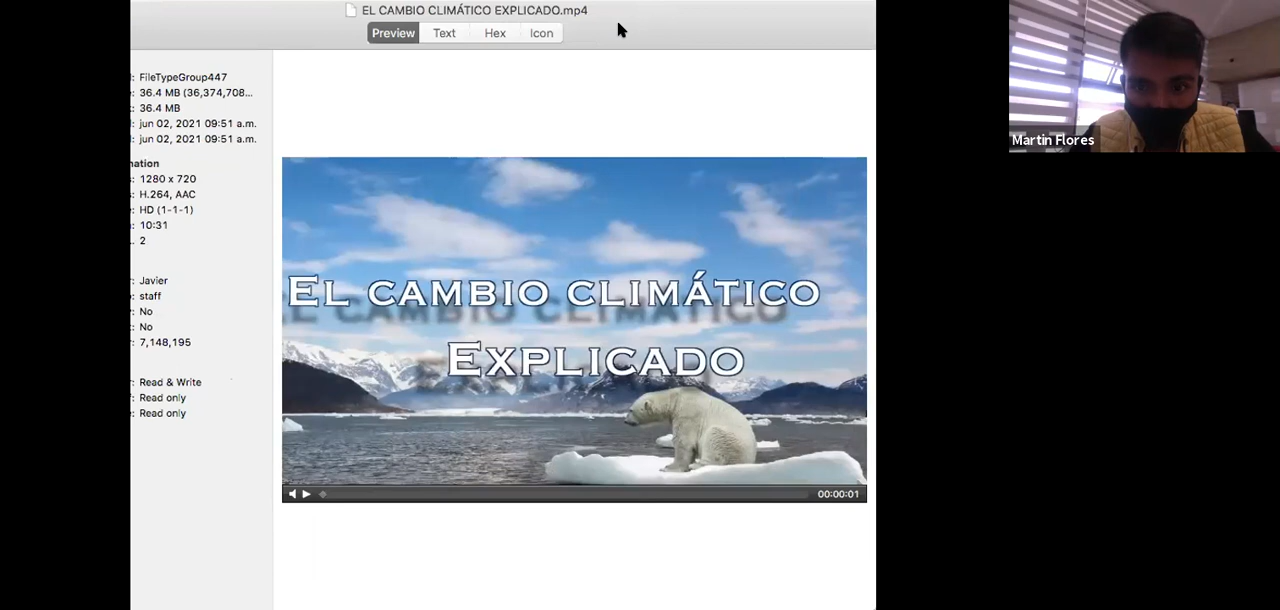 EL CAMBIO CLIMÁTICO EXPLICADO.mp4
Preview Text Hex Icon
: FileTypeGroup447
: 36.4 MB (36,374,708...
: 36.4 MB
: jun 02, 2021 09:51 a.m.
: jun 02, 2021 09:51 a.m.
nation
: 1280 x 720
: H.264, AAC
: HD (1-1-1)
: 10:31
.. 2
: Javier
: staff
: No
: No
: 7,148,195
: Read & Write
: Read only
: Read only
EL CAMBIO CLIMÁTICO
EXPLICADO
00:00:01
Martin Flores